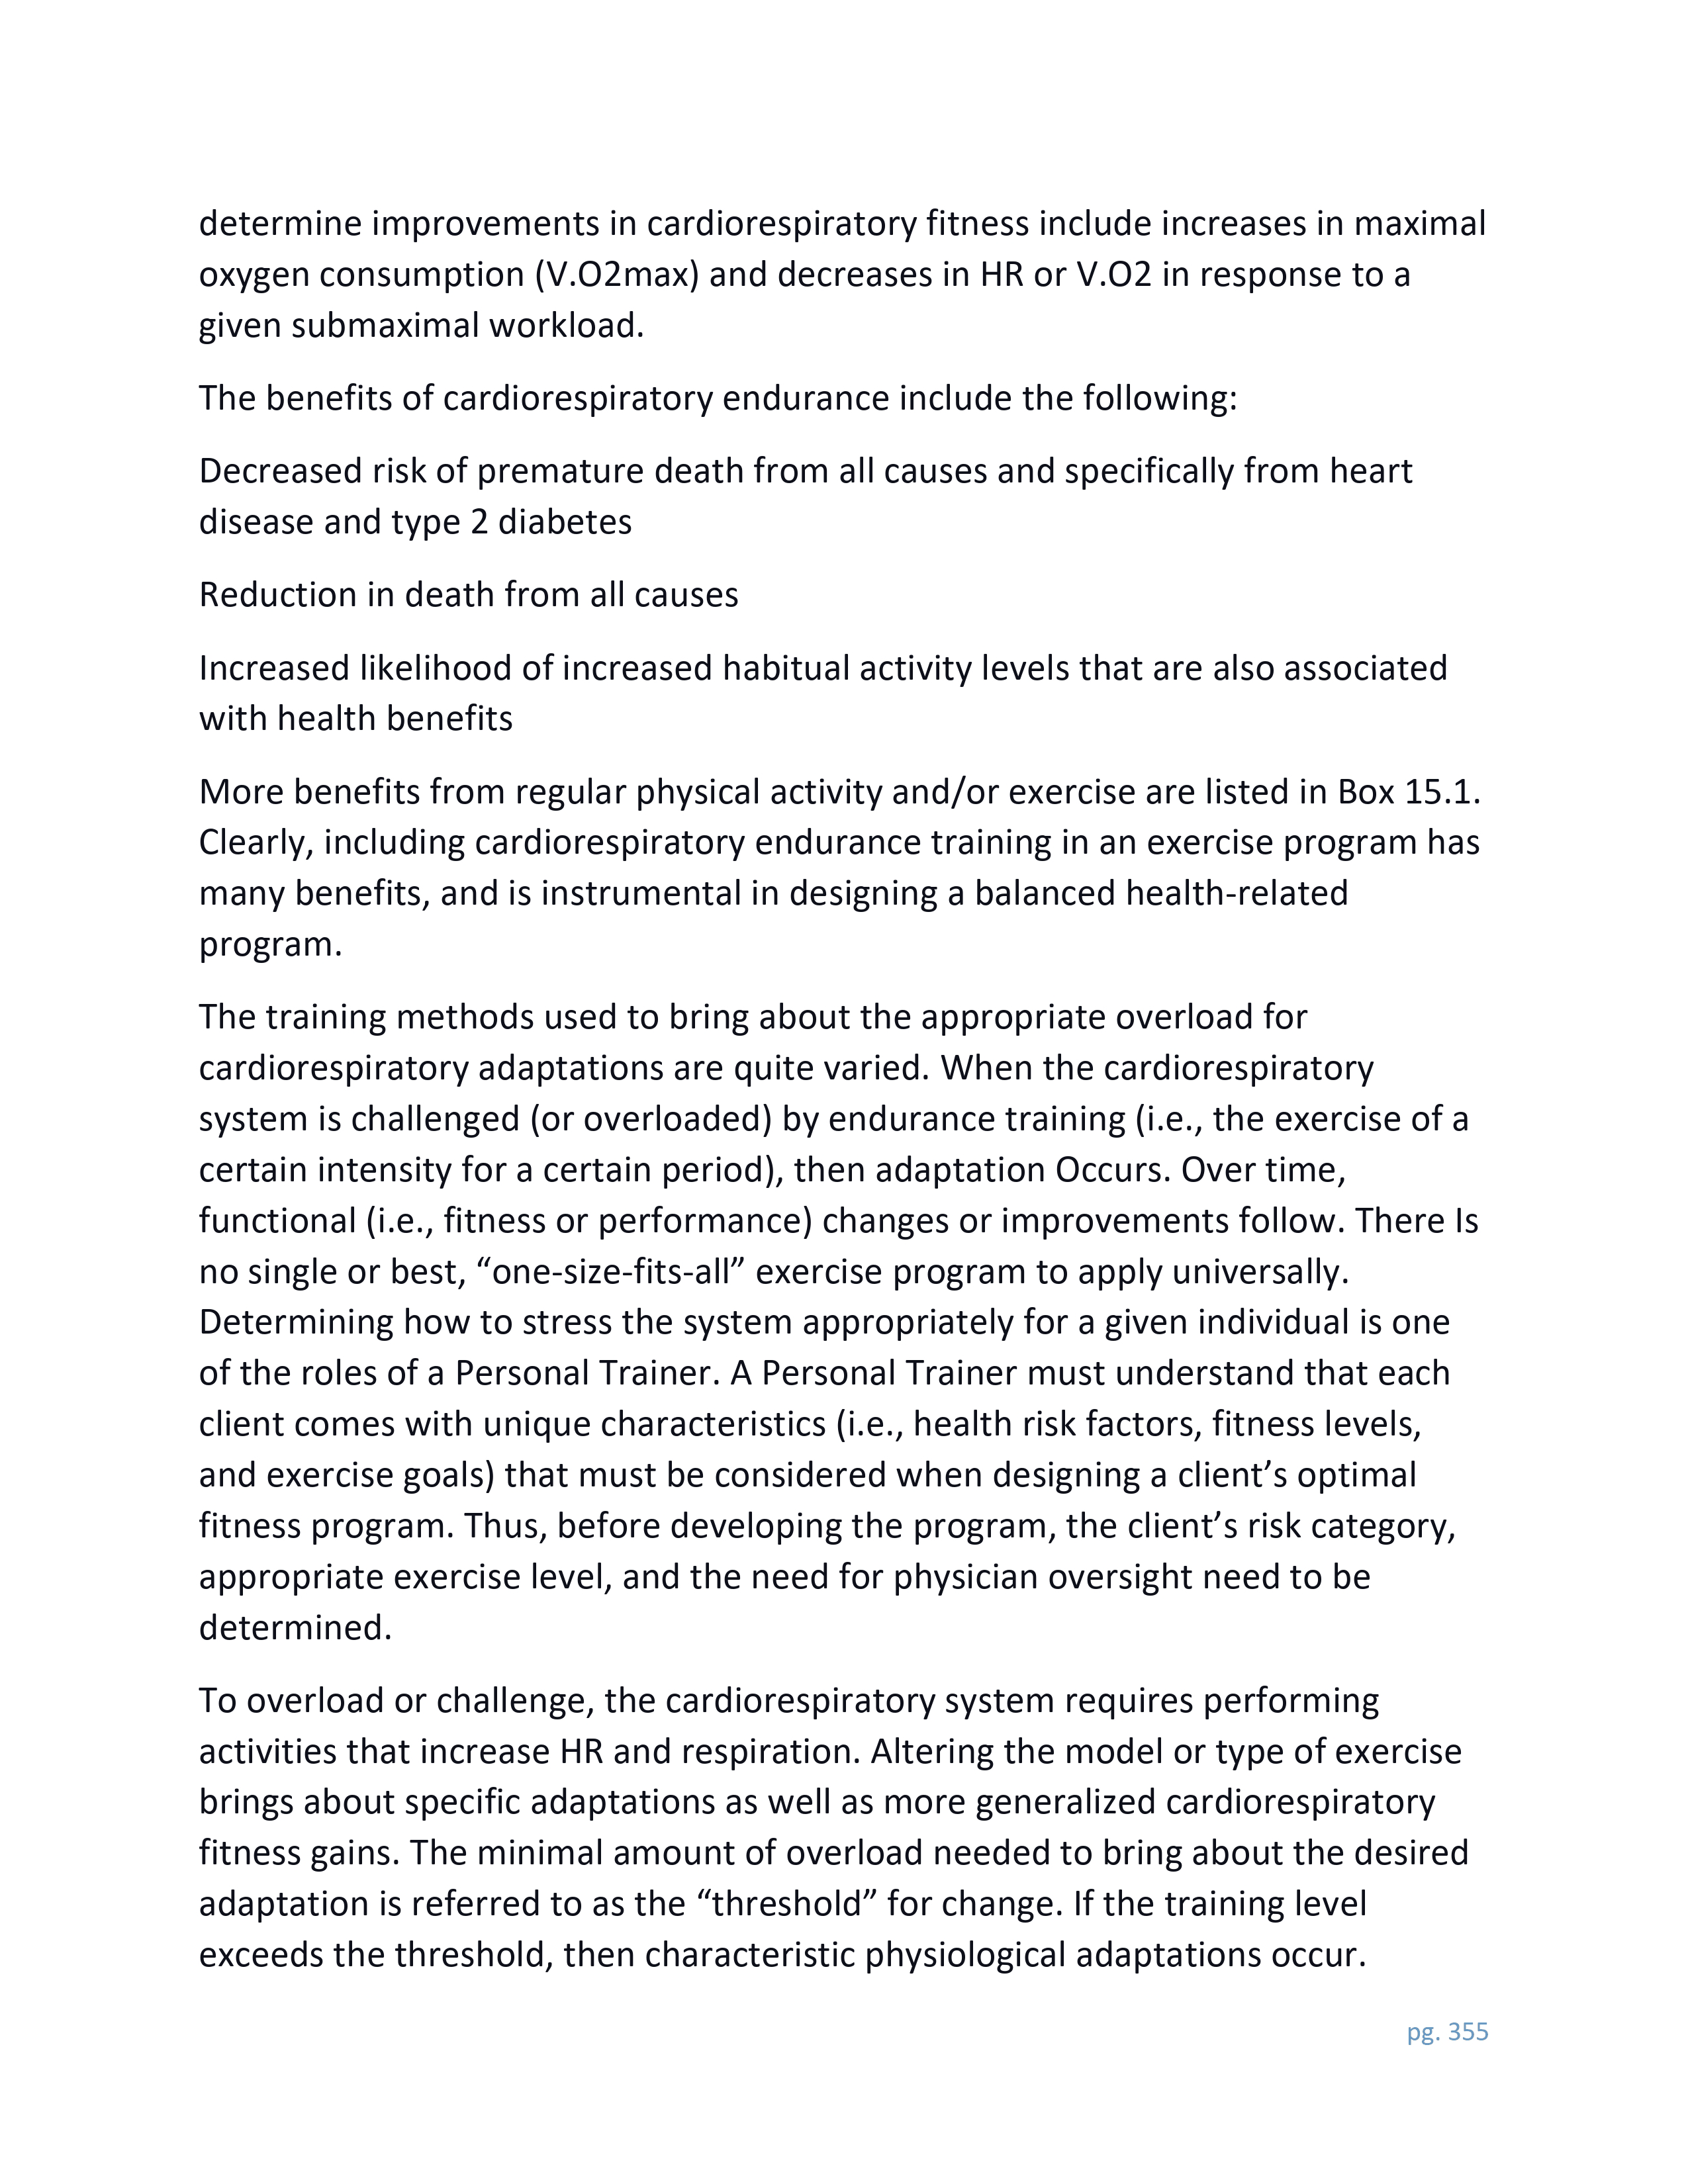 determine improvements in cardiorespiratory fitness include increases in maximal
oxygen consumption (V.O2max) and decreases in HR or V.O2 in response to a
given submaximal workload.
The benefits of cardiorespiratory endurance include the following:
Decreased risk of premature death from all causes and specifically from heart
disease and type 2 diabetes
Reduction in death from all causes
Increased likelihood of increased habitual activity levels that are also associated
with health benefits
More benefits from regular physical activity and/or exercise are listed in Box 15.1.
Clearly, including cardiorespiratory endurance training in an exercise program has
many benefits, and is instrumental in designing a balanced health-related
program.
The training methods used to bring about the appropriate overload for
cardiorespiratory adaptations are quite varied. When the cardiorespiratory
system is challenged (or overloaded) by endurance training (i.e., the exercise of a
certain intensity for a certain period), then adaptation Occurs. Over time,
functional (i.e., fitness or performance) changes or improvements follow. There Is
no single or best, “one-size-fits-all” exercise program to apply universally.
Determining how to stress the system appropriately for a given individual is one
of the roles of a Personal Trainer. A Personal Trainer must understand that each
client comes with unique characteristics (i.e., health risk factors, fitness levels,
and exercise goals) that must be considered when designing a client’s optimal
fitness program. Thus, before developing the program, the client’s risk category,
appropriate exercise level, and the need for physician oversight need to be
determined.
To overload or challenge, the cardiorespiratory system requires performing
activities that increase HR and respiration. Altering the model or type of exercise
brings about specific adaptations as well as more generalized cardiorespiratory
fitness gains. The minimal amount of overload needed to bring about the desired
adaptation is referred to as the “threshold” for change. If the training level
exceeds the threshold, then characteristic physiological adaptations occur.
pg. 355